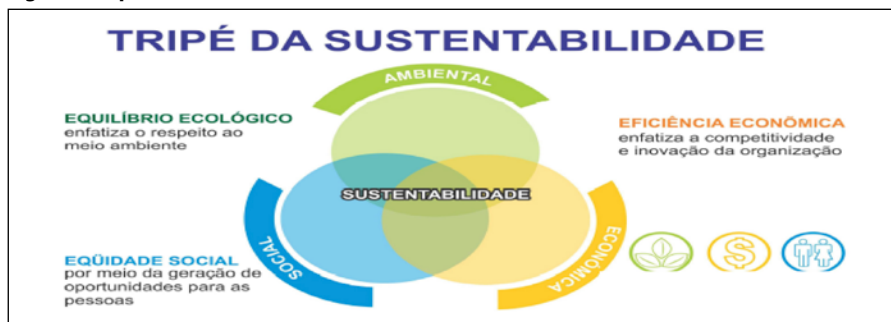 TRIPÉ DA SUSTENTABILIDADE
AMBIENTAL
EQUILÍBRIO ECOLÓGICO
enfatiza o respeito ao
meio ambiente
EFICIÊNCIA ECONÔMICA
enfatiza a competitividade
e inovação da organização
SUSTENTABILIDADE
EQÜIDADE SOCIAL
por meio da geração de
oportunidades para as
pessoas
SOCIAL
ECONÔMICA